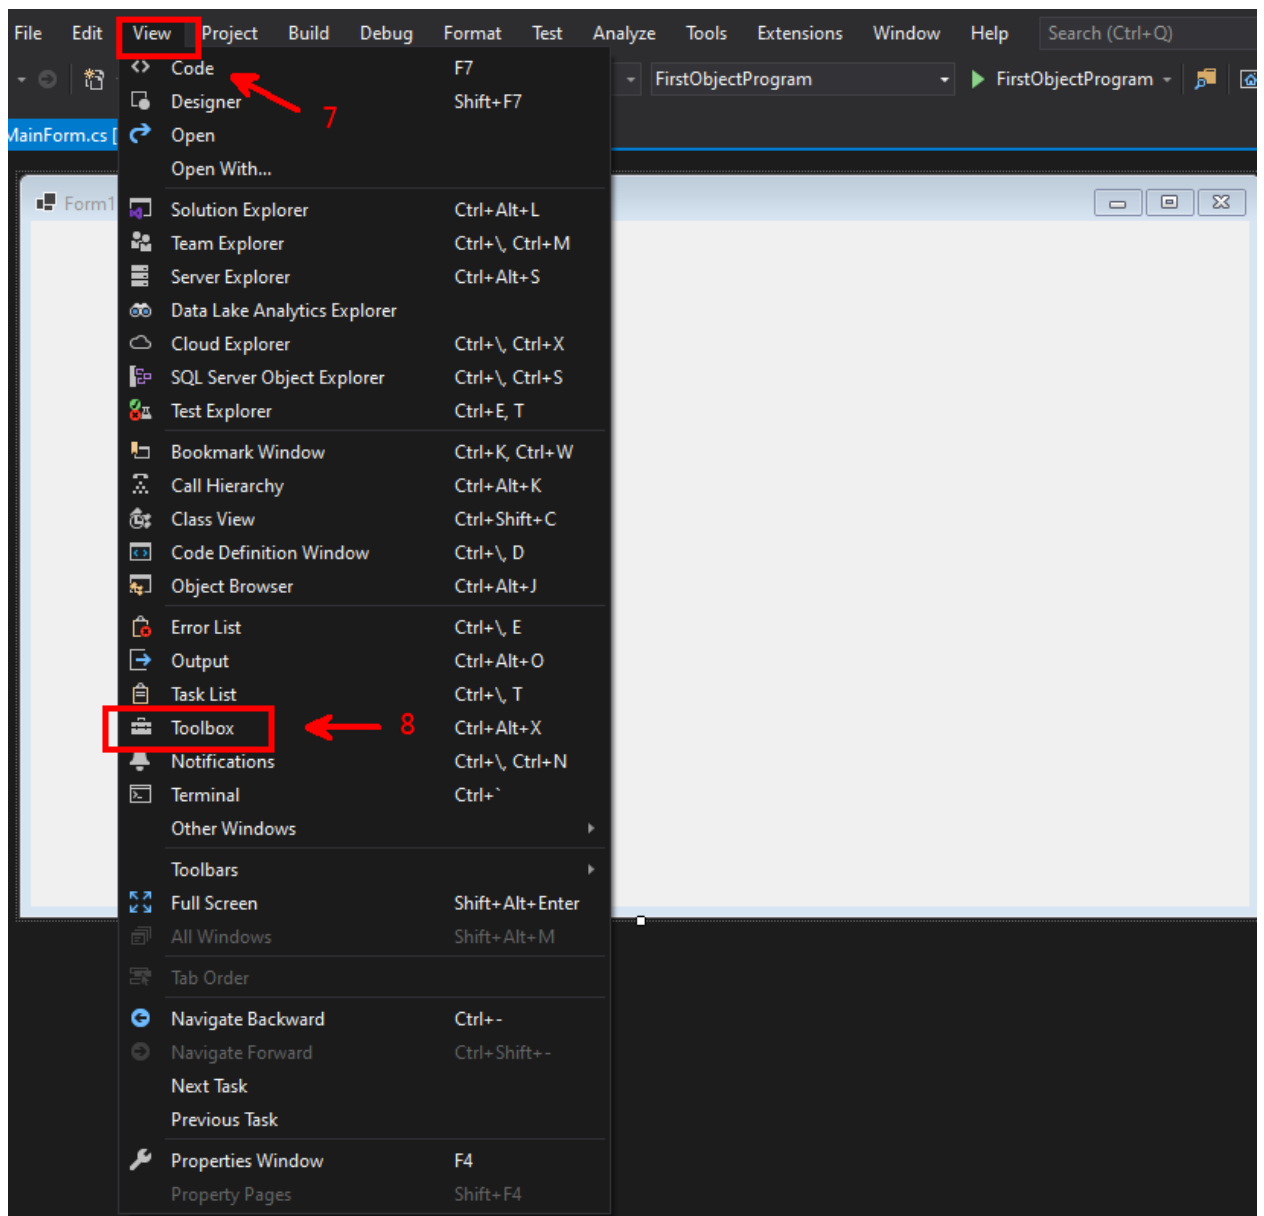 File Edit View Project Build Debug Format Test Analyze Tools Extensions Window Help Search (Ctrl+Q)
FirstObjectProgram FirstObjectProgram
MainForm.cs [
Form1
Code F7
7
Designer Shift+F7
Open
Open With...
Solution Explorer Ctrl+Alt+L
Team Explorer Ctrl+\, Ctrl+M
Server Explorer Ctrl+Alt+S
Data Lake Analytics Explorer
Cloud Explorer Ctrl+\, Ctrl+X
SQL Server Object Explorer Ctrl+\, Ctrl+S
Test Explorer Ctrl+E, T
Bookmark Window Ctrl+K, Ctrl+W
Call Hierarchy Ctrl+Alt+K
Class View Ctrl+Shift+C
Code Definition Window Ctrl+\, D
Object Browser Ctrl+Alt+J
Error List Ctrl+\, E
Output Ctrl+Alt+O
Task List Ctrl+\, T
Toolbox 8 Ctrl+Alt+X
Notifications Ctrl+\, Ctrl+N
Terminal Ctrl+`
Other Windows
Toolbars
Full Screen Shift+Alt+Enter
All Windows Shift+Alt+M
Tab Order
Navigate Backward Ctrl+-
Navigate Forward Ctrl+Shift+-
Next Task
Previous Task
Properties Window F4
Property Pages Shift+F4